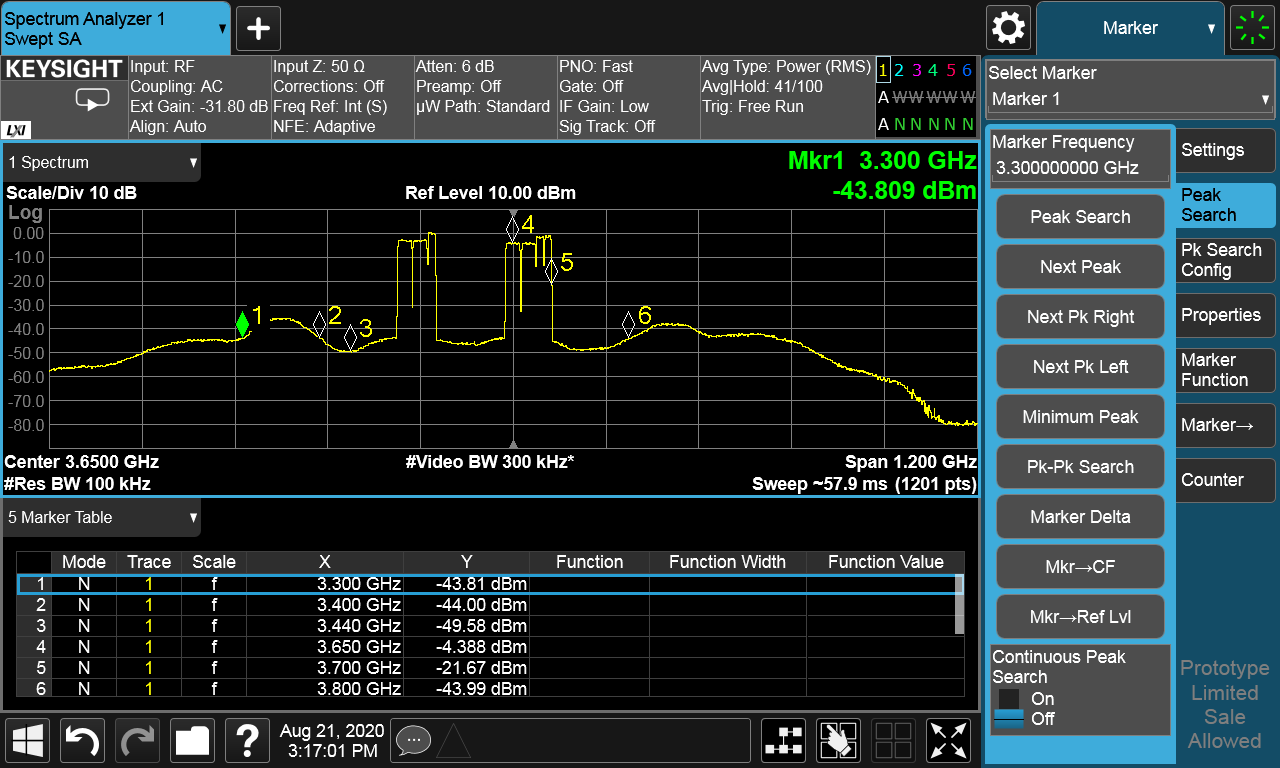 Spectrum Analyzer 1
Swept SA
Marker
KEYSIGHT
LXI
Input: RF
Coupling: AC
Ext Gain: -31.80 dB
Align: Auto
Input Z: 50 Ω
Corrections: Off
Freq Ref: Int (S)
NFE: Adaptive
Atten: 6 dB
Preamp: Off
µW Path: Standard
PNO: Fast
Gate: Off
IF Gain: Low
Sig Track: Off
Avg Type: Power (RMS)
Avg|Hold: 41/100
Trig: Free Run
1 2 3 4 5 6
A W W W W W
A N N N N N
1 Spectrum
Mkr1 3.300 GHz
-43.809 dBm
Scale/Div 10 dB
Ref Level 10.00 dBm
Log
0.00
-10.0
-20.0
-30.0
-40.0
-50.0
-60.0
-70.0
-80.0
1
2
3
4
5
6
Center 3.6500 GHz
#Video BW 300 kHz*
Span 1.200 GHz
#Res BW 100 kHz
Sweep ~57.9 ms (1201 pts)
5 Marker Table
Mode Trace Scale X Y Function Function Width Function Value
1 N 1 f 3.300 GHz -43.81 dBm
2 N 1 f 3.400 GHz -44.00 dBm
3 N 1 f 3.440 GHz -49.58 dBm
4 N 1 f 3.650 GHz -4.388 dBm
5 N 1 f 3.700 GHz -21.67 dBm
6 N 1 f 3.800 GHz -43.99 dBm
Aug 21, 2020
3:17:01 PM
Select Marker
Marker 1
Marker Frequency
3.300000000 GHz
Peak Search
Next Peak
Next Pk Right
Next Pk Left
Minimum Peak
Pk-Pk Search
Marker Delta
Mkr→CF
Mkr→Ref Lvl
Continuous Peak
Search
On
Off
Settings
Peak
Search
Pk Search
Config
Properties
Marker
Function
Marker→
Counter
Prototype
Limited
Sale
Allowed